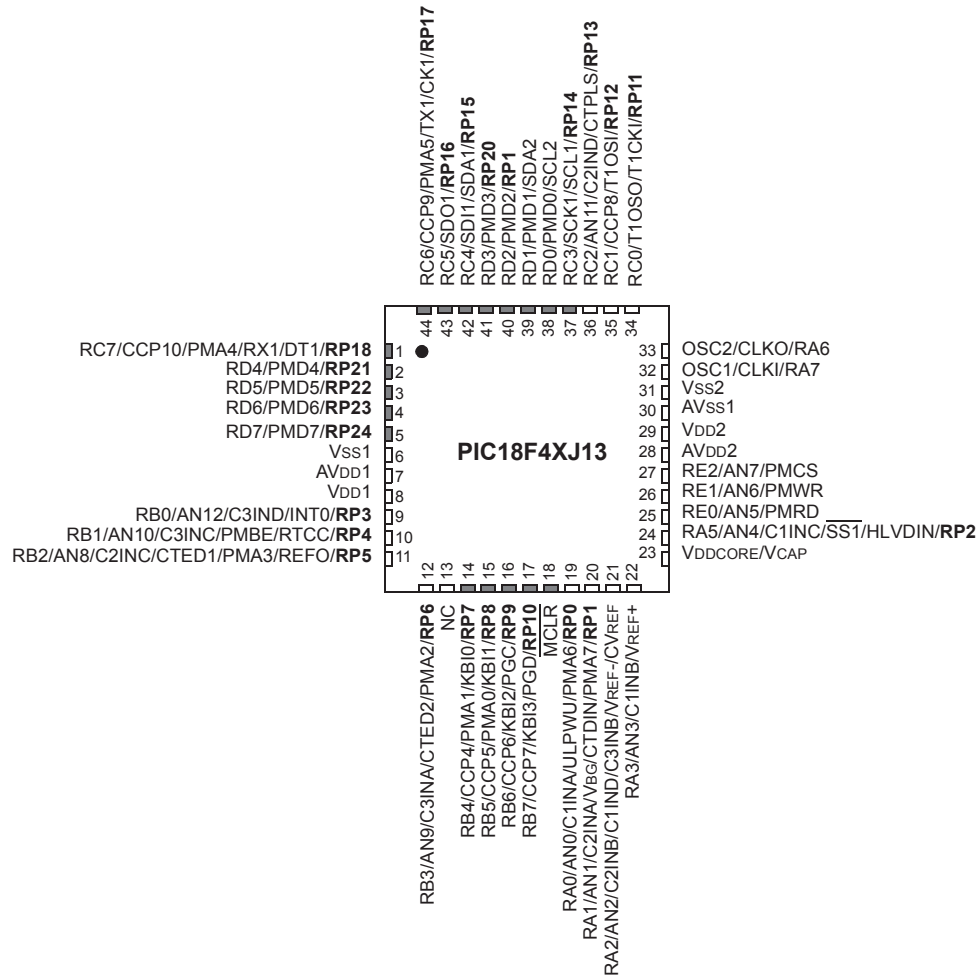 RC6/CCP9/PMA5/TX1/CK1/RP17
RC5/SDO1/RP16
RC4/SDI1/SDA1/RP15
RD3/PMD3/RP20
RD2/PMD2/RP1
RD1/PMD1/SDA2
RD0/PMD0/SCL2
RC3/SCK1/SCL1/RP14
RC2/AN11/C2IND/CTPLS/RP13
RC1/CCP8/T1OSI/RP12
RC0/T1OSO/T1CKI/RP11
44
43
42
41
40
39
38
37
36
35
34
RC7/CCP10/PMA4/RX1/DT1/RP18 1
RD4/PMD4/RP21 2
RD5/PMD5/RP22 3
RD6/PMD6/RP23 4
RD7/PMD7/RP24 5
VSS1 6
AVDD1 7
VDD1 8
RB0/AN12/C3IND/INT0/RP3 9
RB1/AN10/C3INC/PMBE/RTCC/RP4 10
RB2/AN8/C2INC/CTED1/PMA3/REFO/RP5 11
PIC18F4XJ13
33 OSC2/CLKO/RA6
32 OSC1/CLKI/RA7
31 VSS2
30 AVSS1
29 VDD2
28 AVDD2
27 RE2/AN7/PMCS
26 RE1/AN6/PMWR
25 RE0/AN5/PMRD
24 RA5/AN4/C1INC/SS1/HLVDIN/RP2
23 VDDCORE/VCAP
12
13
14
15
16
17
18
19
20
21
22
RB3/AN9/C3INA/CTED2/PMA2/RP6
NC
RB4/CCP4/PMA1/KBI0/RP7
RB5/CCP5/PMA0/KBI1/RP8
RB6/CCP6/KBI2/PGC/RP9
RB7/CCP7/KBI3/PGD/RP10
MCLR
RA0/AN0/C1INA/ULPWU/PMA6/RP0
RA1/AN1/C2INA/VBG/CTDIN/PMA7/RP1
RA2/AN2/C2INB/C1IND/C3INB/VREF-/CVREF
RA3/AN3/C1INB/VREF+